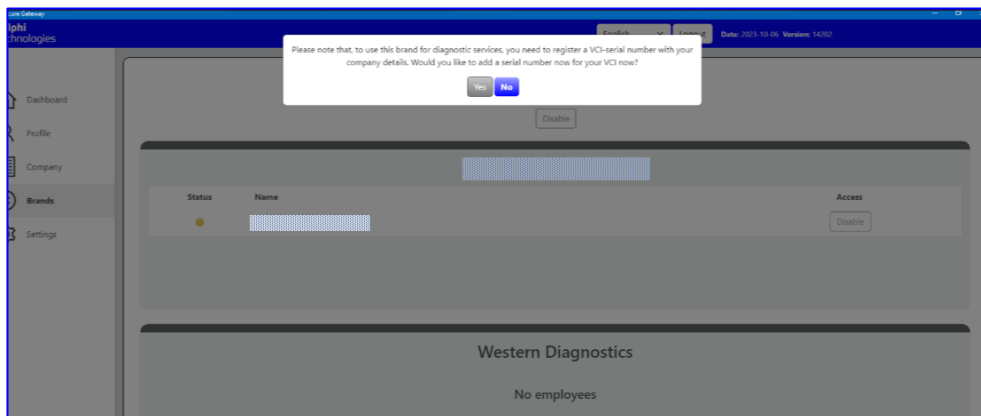 ure Gateway
lphi
chnologies
English
Logout
Date: 2023-10-06 Version: 14202
Please note that, to use this brand for diagnostic services, you need to register a VCI-serial number with your
company details. Would you like to add a serial number now for your VCI now?
Yes No
Disable
Dashboard
Profile
Company
Brands
Settings
Status Name Access
Disable
Western Diagnostics
No employees